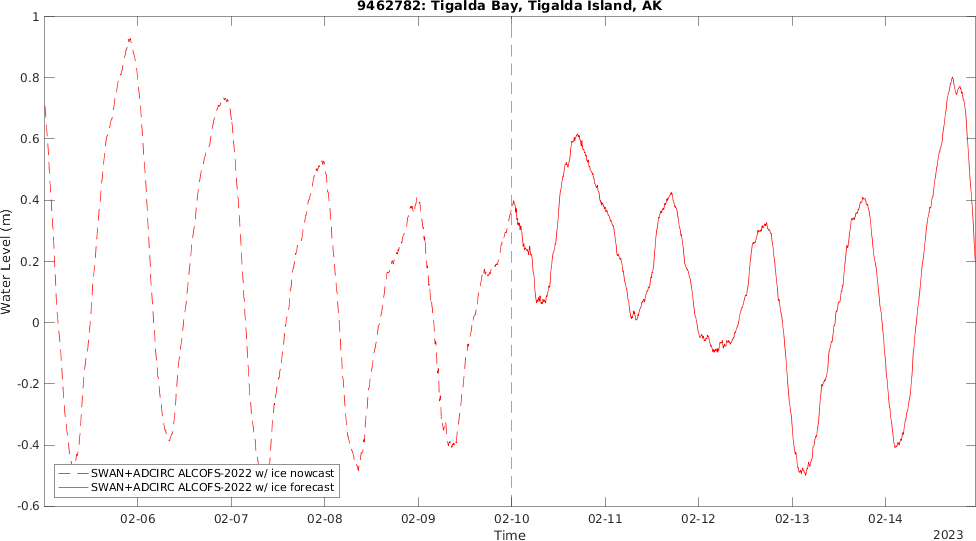 9462782: Tigalda Bay, Tigalda Island, AK
Water Level (m)
1
0.8
0.6
0.4
0.2
0
-0.2
-0.4
-0.6
SWAN+ADCIRC ALCOFS-2022 w/ ice nowcast
SWAN+ADCIRC ALCOFS-2022 w/ ice forecast
02-06 02-07 02-08 02-09 02-10 02-11 02-12 02-13 02-14
Time
2023